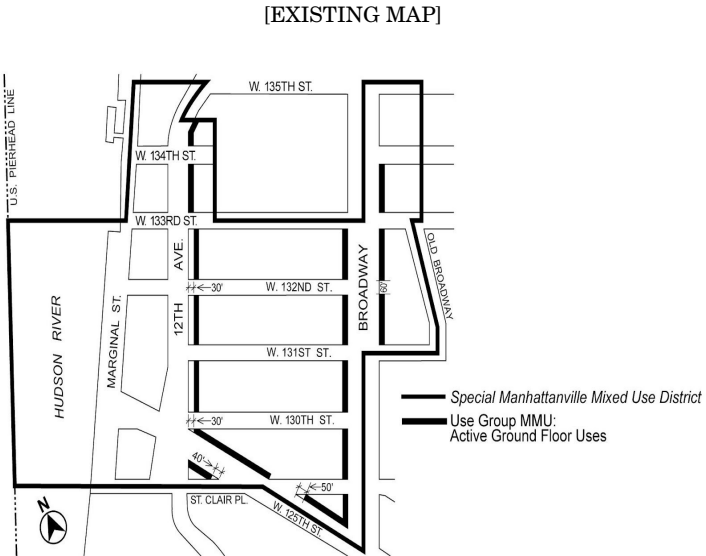 [EXISTING MAP]
U.S. PIERHEAD LINE
W. 135TH ST.
W. 134TH ST.
W. 133RD ST.
HUDSON RIVER
MARGINAL ST.
12TH AVE.
BROADWAY
OLD BROADWAY
30'
W. 132ND ST.
60'
W. 131ST ST.
30'
W. 130TH ST.
40'
50'
ST. CLAIR PL.
W. 125TH ST.
N
Special Manhattanville Mixed Use District
Use Group MMU:
Active Ground Floor Uses